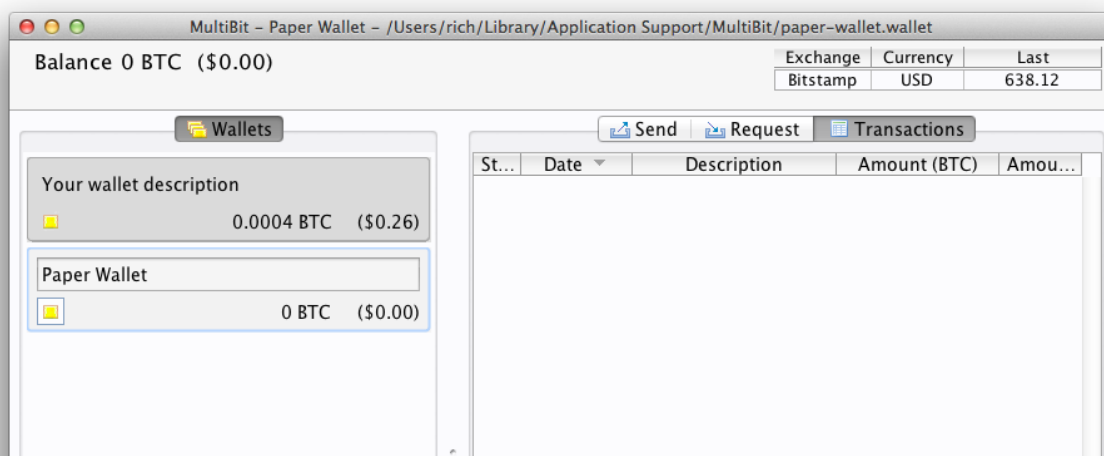 MultiBit – Paper Wallet – /Users/rich/Library/Application Support/MultiBit/paper-wallet.wallet
Balance 0 BTC ($0.00)
Exchange Currency Last
Bitstamp USD 638.12
Wallets
Send Request Transactions
Your wallet description
0.0004 BTC ($0.26)
Paper Wallet
0 BTC ($0.00)
St... Date Description Amount (BTC) Amou...